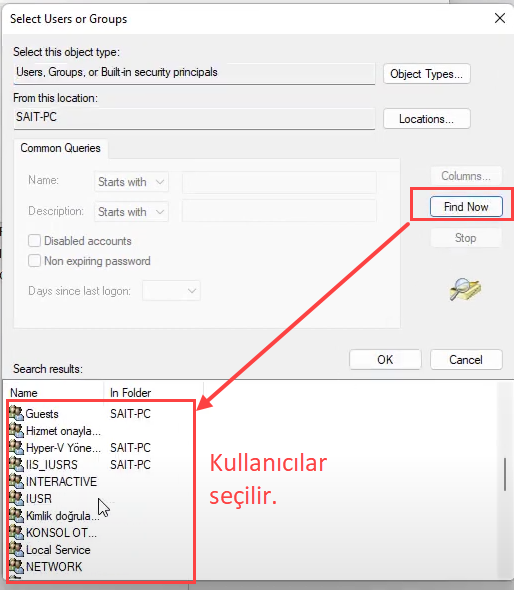 Select Users or Groups
Select this object type:
Users, Groups, or Built-in security principals
Object Types...
From this location:
SAIT-PC
Locations...
Common Queries
Name:
Starts with
Columns...
Description:
Starts with
Find Now
Disabled accounts
Stop
Non expiring password
Days since last logon:
OK
Cancel
Search results:
Name
In Folder
Guests
SAIT-PC
Hizmet onayla...
Hyper-V Yöne...
SAIT-PC
IIS_IUSRS
SAIT-PC
INTERACTIVE
IUSR
Kimlik doğrula...
KONSOL OT...
Local Service
NETWORK
Kullanıcılar
seçilir.